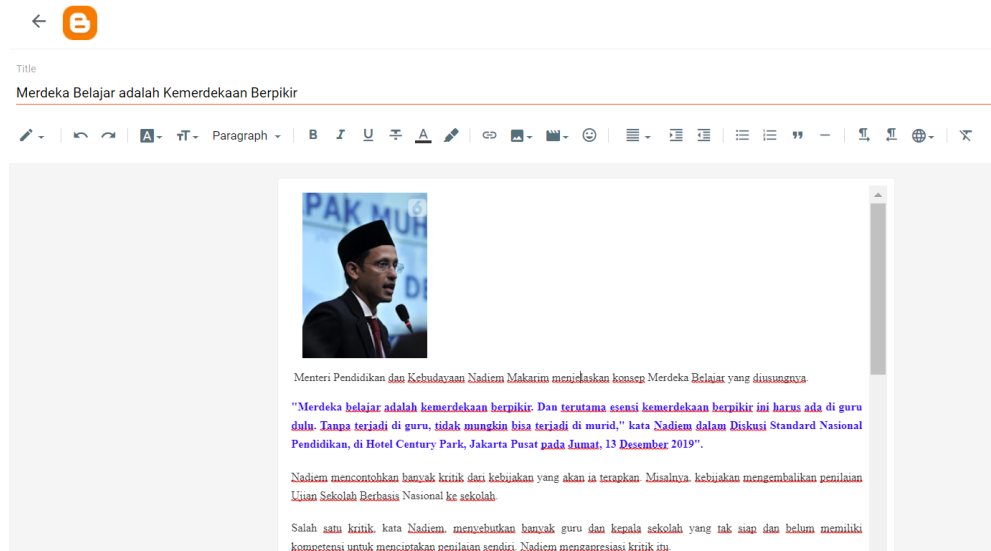 Title
Merdeka Belajar adalah Kemerdekaan Berpikir
Paragraph
PAK MUH
DE
6
Menteri Pendidikan dan Kebudayaan Nadiem Makarim menjelaskan konsep Merdeka Belajar yang diusungnya.
"Merdeka belajar adalah kemerdekaan berpikir. Dan terutama esensi kemerdekaan berpikir ini harus ada di guru
dulu. Tanpa terjadi di guru, tidak mungkin bisa terjadi di murid," kata Nadiem dalam Diskusi Standard Nasional
Pendidikan, di Hotel Century Park, Jakarta Pusat pada Jumat, 13 Desember 2019".
Nadiem mencontohkan banyak kritik dari kebijakan yang akan ia terapkan. Misalnya, kebijakan mengembalikan penilaian
Ujian Sekolah Berbasis Nasional ke sekolah.
Salah satu kritik, kata Nadiem, menyebutkan banyak guru dan kepala sekolah yang tak siap dan belum memiliki
kompetensi untuk menciptakan penilaian sendiri. Nadiem mengapresiasi kritik itu.